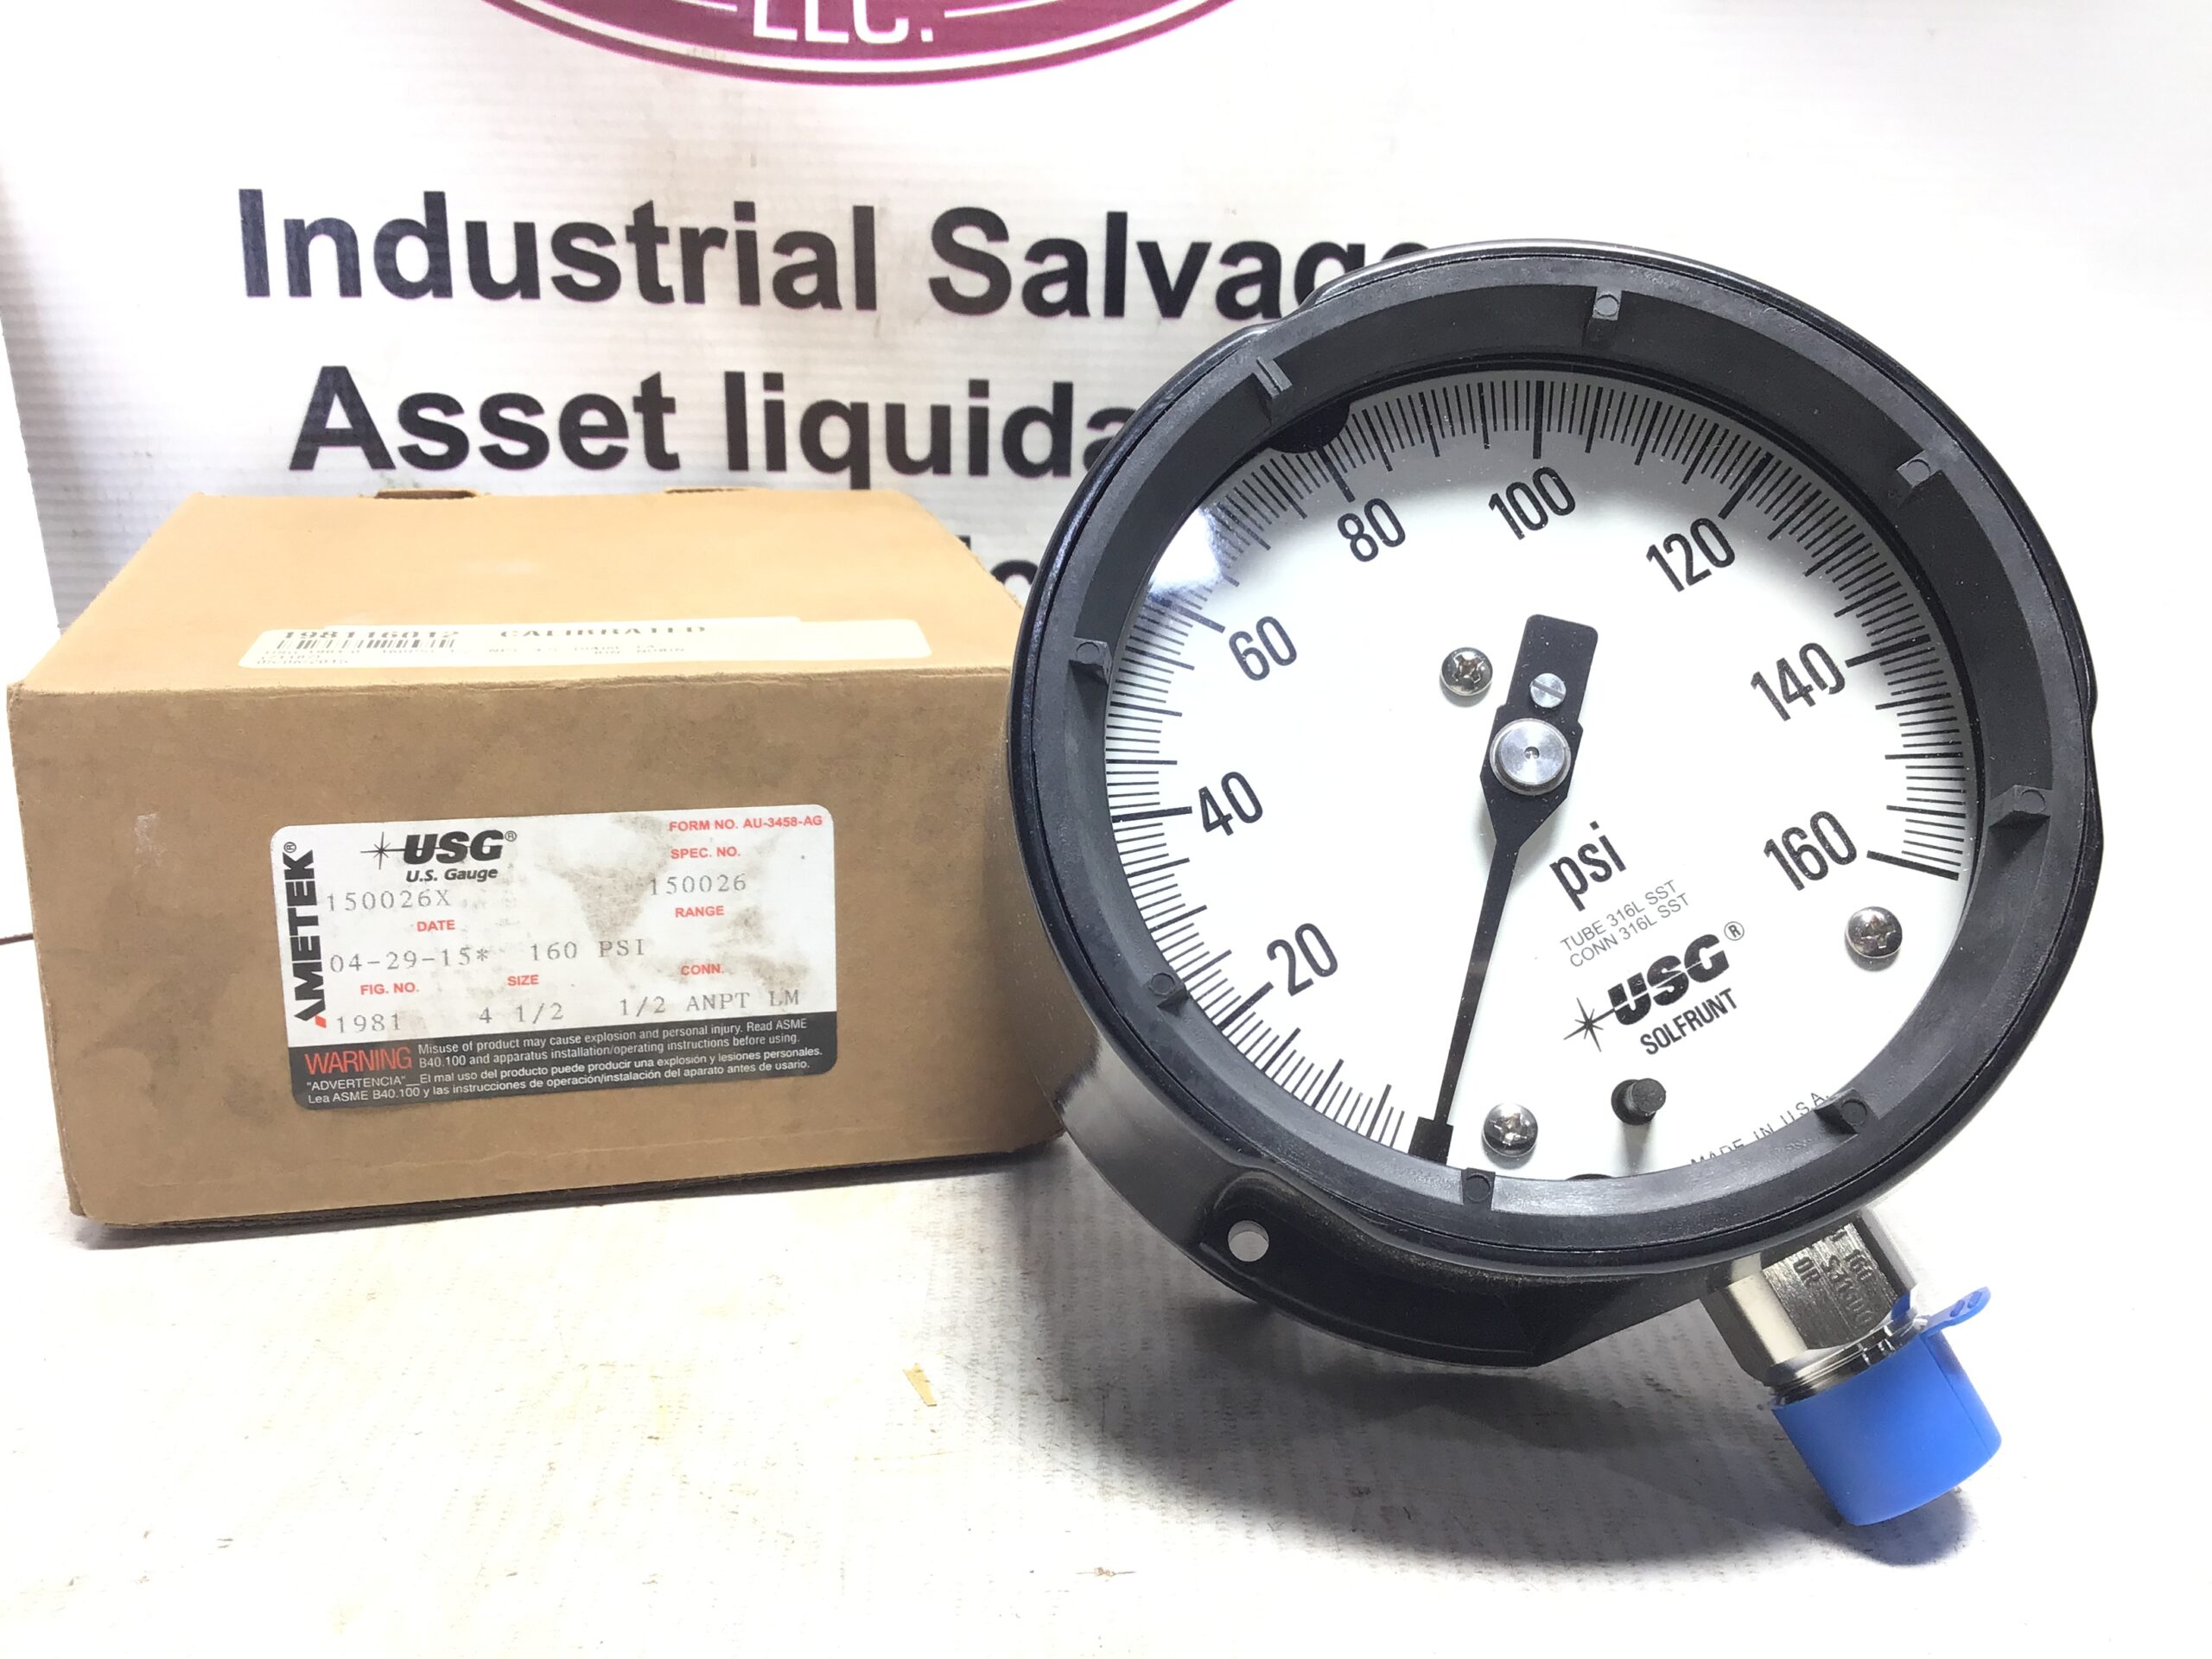 LLC.
Industrial Salvage
Asset liquida
198116012 CALIBRATED
AMETEK®
USG®
U.S. Gauge
FORM NO. AU-3458-AG
SPEC. NO.
150026X 150026
DATE RANGE
04-29-15* 160 PSI
FIG. NO. SIZE CONN.
1981 4 1/2 1/2 ANPT LM
WARNING
Misuse of product may cause explosion and personal injury. Read ASME
B40.100 and apparatus installation/operating instructions before using.
"ADVERTENCIA"__El mal uso del producto puede producir una explosión y lesiones personales.
Lea ASME B40.100 y las instrucciones de operación/instalación del aparato antes de usario.
20
40
60
80
100
120
140
160
psi
TUBE 316L SST
CONN 316L SST
USG®
SOLFRUNT
MADE IN U.S.A.
160
OR